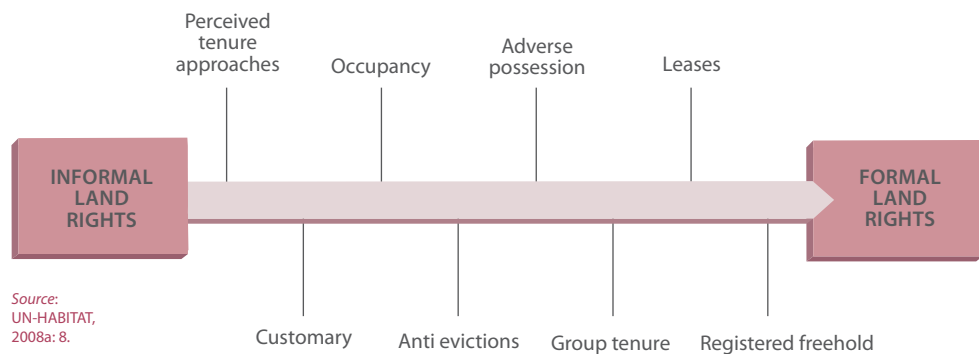 Perceived
tenure
approaches
Occupancy
Adverse
possession
Leases
INFORMAL
LAND
RIGHTS
FORMAL
LAND
RIGHTS
Source:
UN-HABITAT,
2008a: 8.
Customary
Anti evictions
Group tenure
Registered freehold